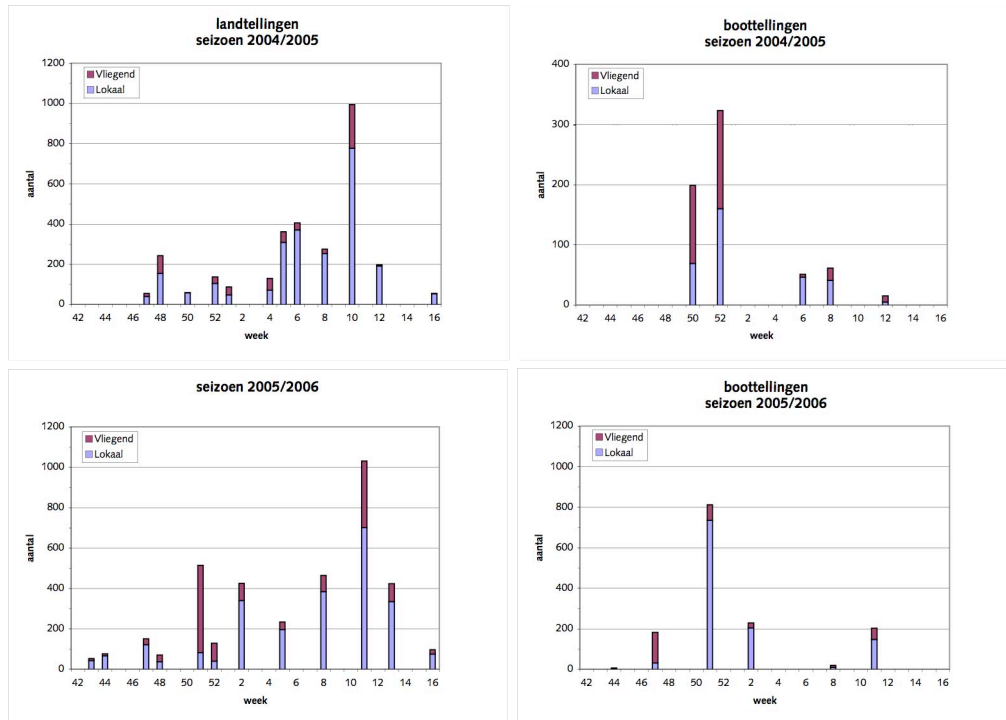 landtellingen
seizoen 2004/2005
1200
1000
800
600
400
200
0
aantal
Vliegend
Lokaal
42 44 46 48 50 52 2 4 6 8 10 12 14 16
week
boottellingen
seizoen 2004/2005
400
300
200
100
0
aantal
Vliegend
Lokaal
42 44 46 48 50 52 2 4 6 8 10 12 14 16
week
seizoen 2005/2006
1200
1000
800
600
400
200
0
aantal
Vliegend
Lokaal
42 44 46 48 50 52 2 4 6 8 10 12 14 16
week
boottellingen
seizoen 2005/2006
1200
1000
800
600
400
200
0
aantal
Vliegend
Lokaal
42 44 46 48 50 52 2 4 6 8 10 12 14 16
week